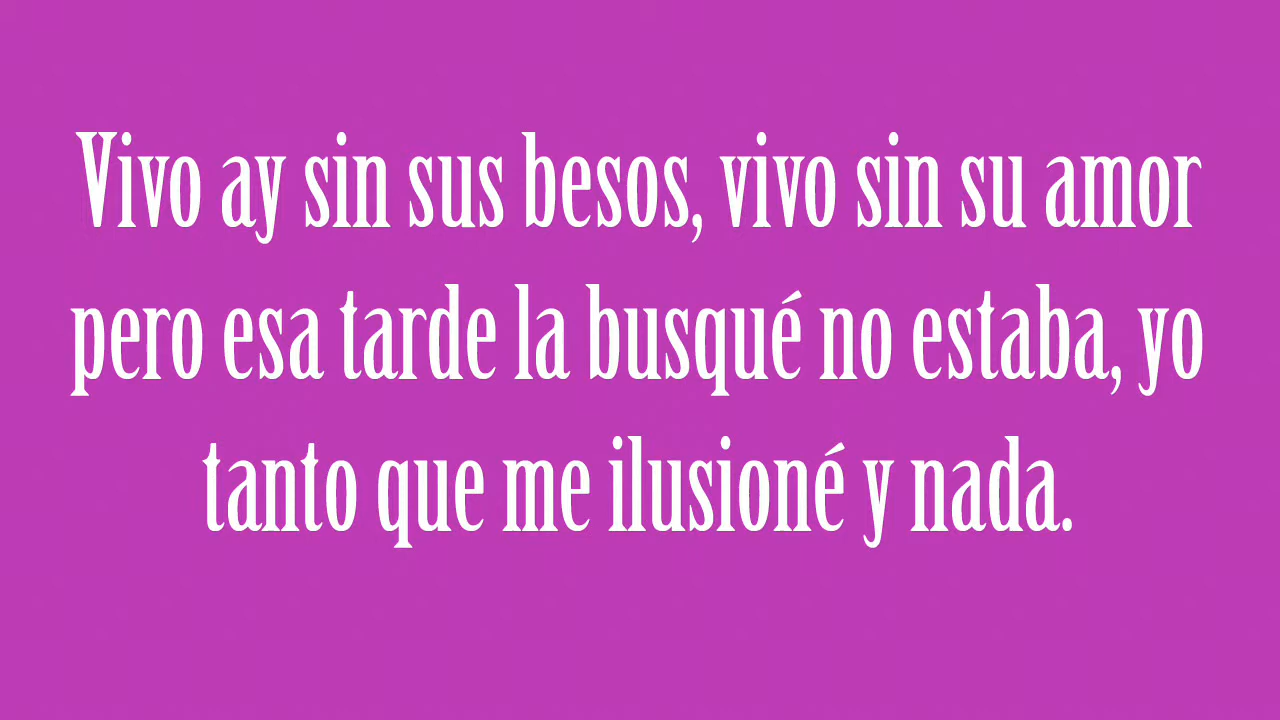 Vivo ay sin sus besos, vivo sin su amor
pero esa tarde la busqué no estaba, yo
tanto que me ilusioné y nada.